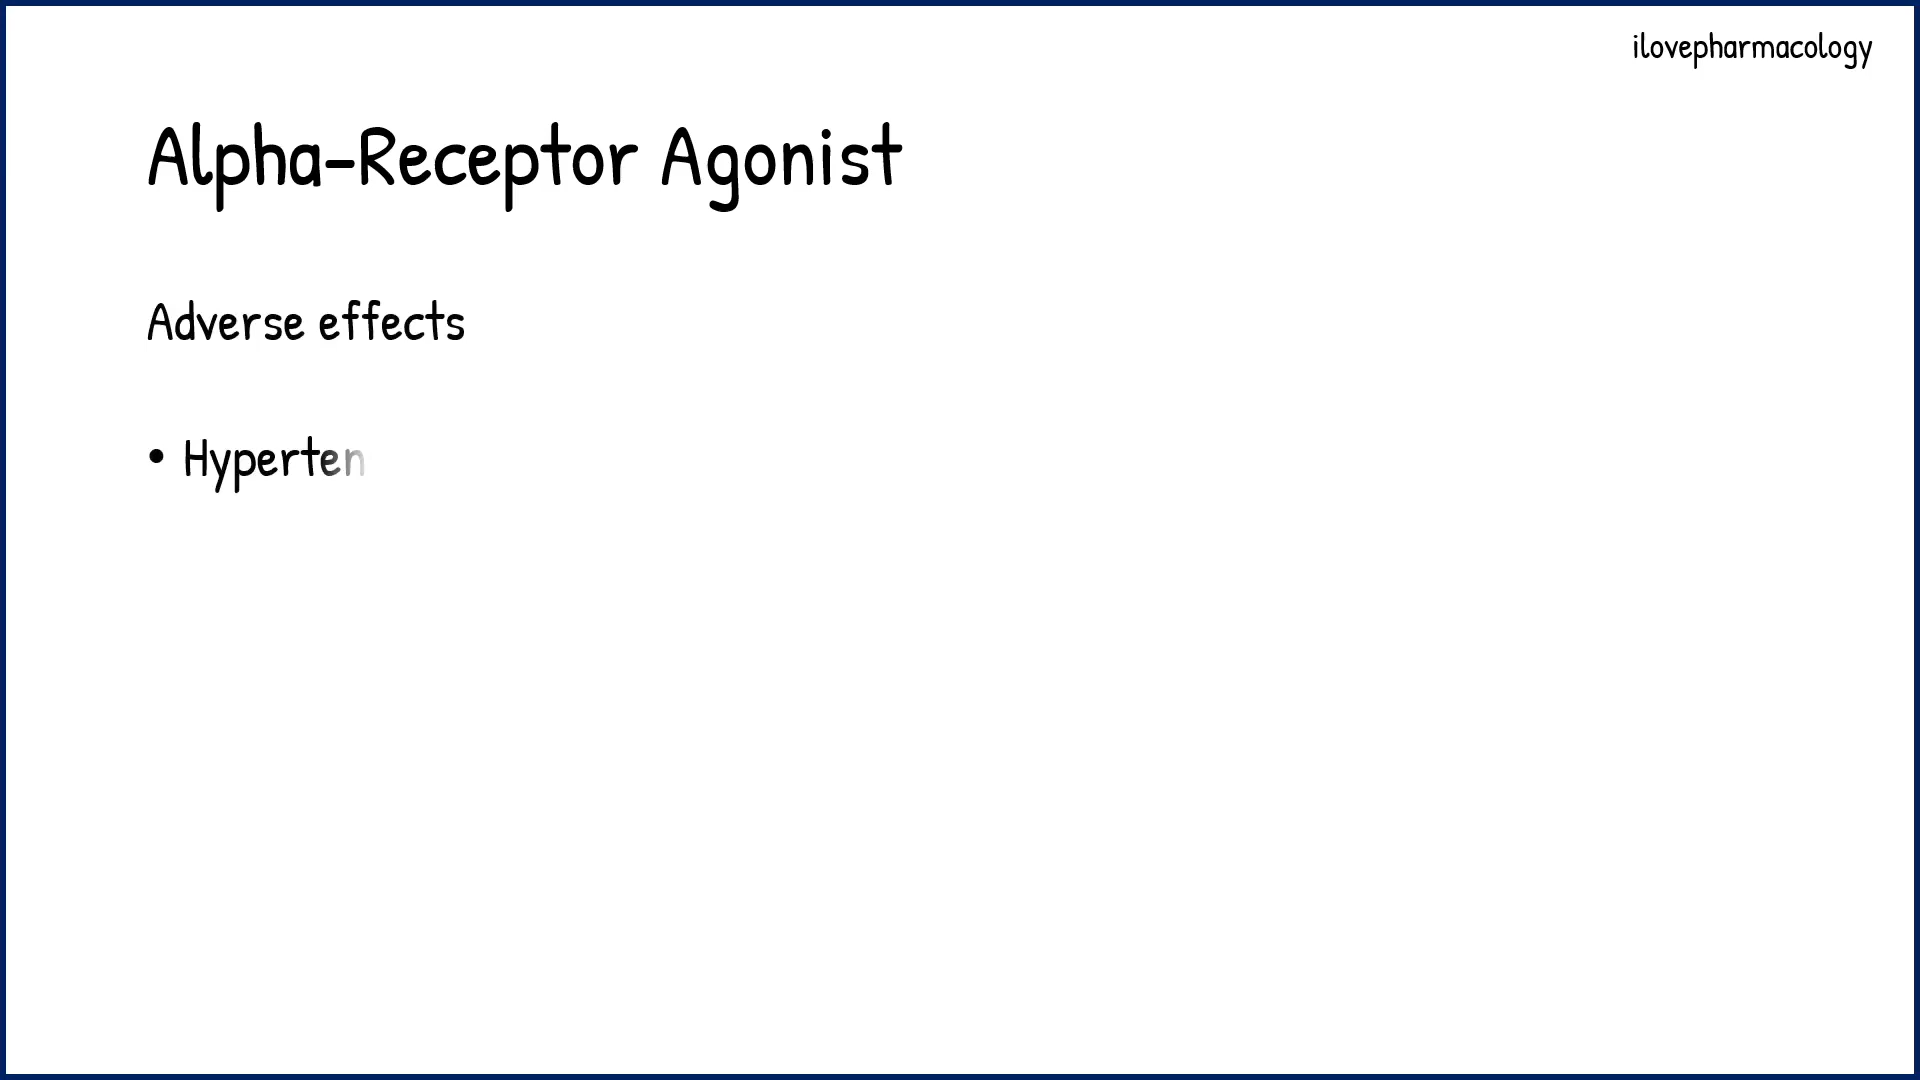 ilovepharmacology
Alpha-Receptor Agonist
Adverse effects
• Hyperten